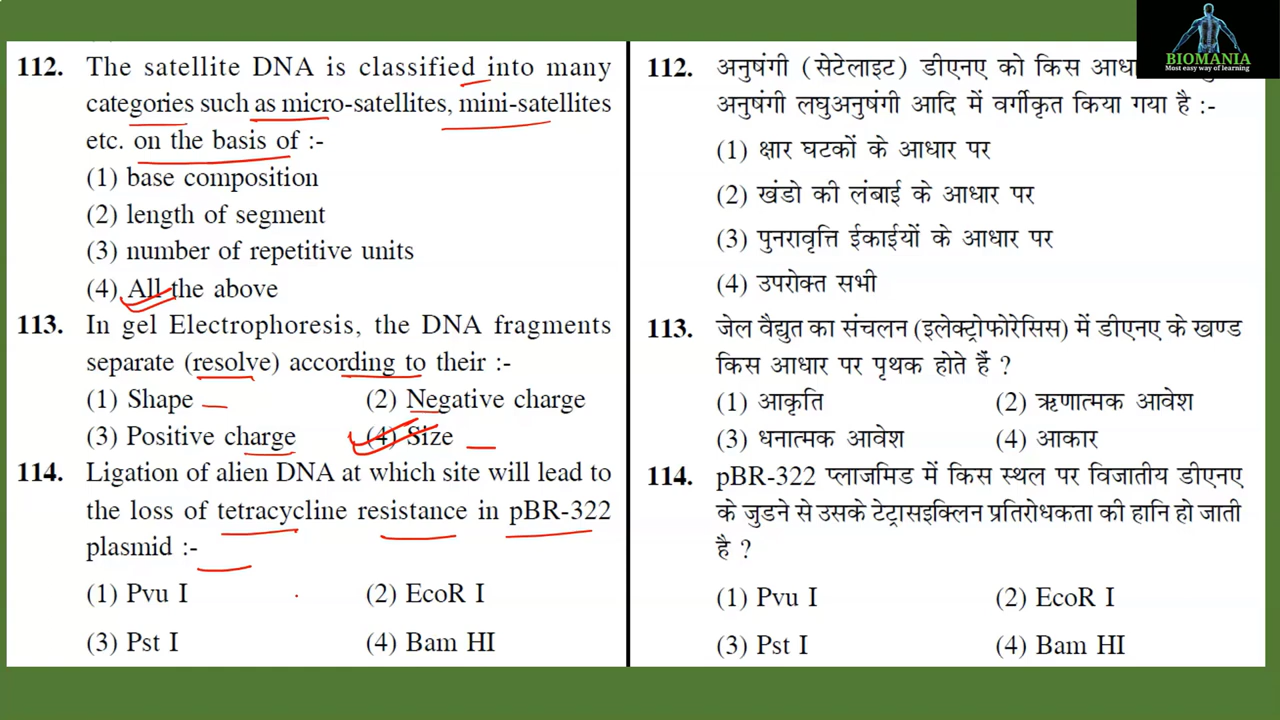 BIOMANIA
Most easy way of learning
112. The satellite DNA is classified into many
categories such as micro-satellites, mini-satellites
etc. on the basis of :-
(1) base composition
(2) length of segment
(3) number of repetitive units
(4) All the above
113. In gel Electrophoresis, the DNA fragments
separate (resolve) according to their :-
(1) Shape (2) Negative charge
(3) Positive charge (4) Size
114. Ligation of alien DNA at which site will lead to
the loss of tetracycline resistance in pBR-322
plasmid :-
(1) Pvu I (2) EcoR I
(3) Pst I (4) Bam HI
112. अनुषंगी (सेटेलाइट) डीएनए को किस
अनुषंगी लघुअनुषंगी आदि में वर्गीकृत किया गया है :-
(1) क्षार घटकों के आधार पर
(2) खंडो की लंबाई के आधार पर
(3) पुनरावृत्ति ईकाईयों के आधार पर
(4) उपरोक्त सभी
113. जेल वैद्युत का संचलन (इलेक्ट्रोफोरेसिस) में डीएनए के खण्ड
किस आधार पर पृथक होते हैं ?
(1) आकृति (2) ऋणात्मक आवेश
(3) धनात्मक आवेश (4) आकार
114. pBR-322 प्लाजमिड में किस स्थल पर विजातीय डीएनए
के जुडने से उसके टेट्रासइक्लिन प्रतिरोधकता की हानि हो जाती
है ?
(1) Pvu I (2) EcoR I
(3) Pst I (4) Bam HI